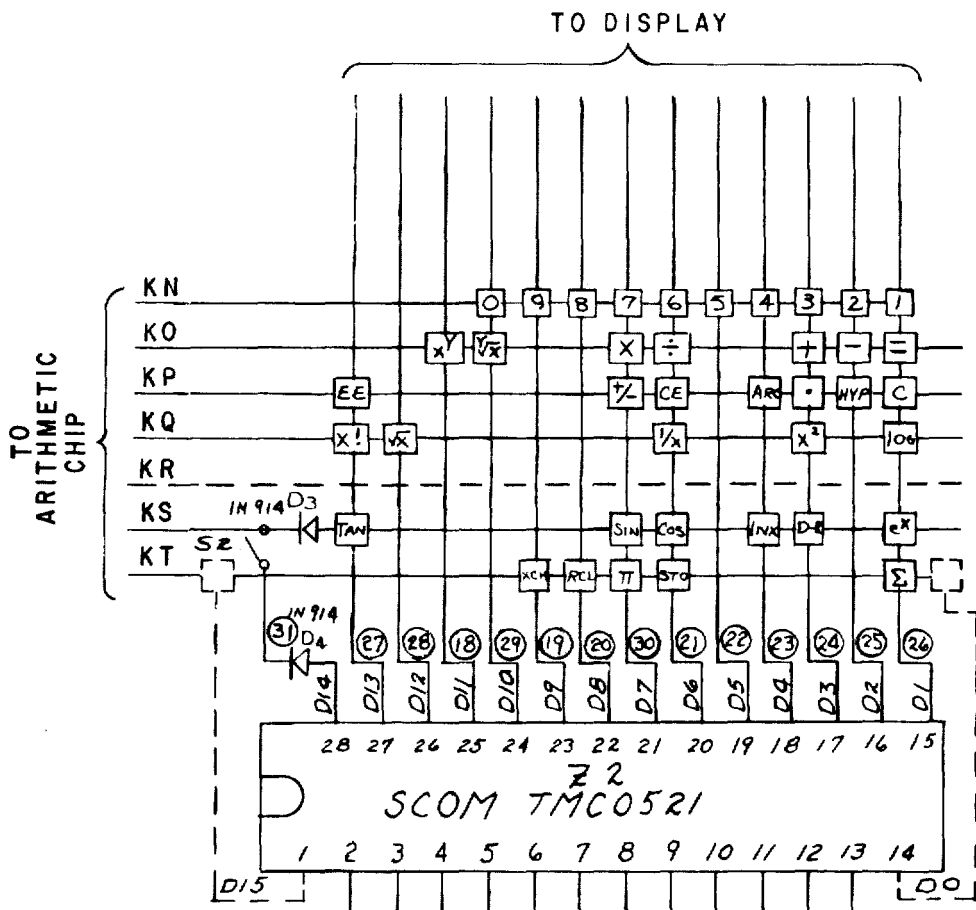 TO DISPLAY
TO
ARITHMETIC
CHIP
KN 0 9 8 7 6 5 4 3 2 1
KO x^Y Y√x X ÷ + − =
KP EE +/− CE ARC • HYP C
KQ X! √x 1/x X² log
KR
KS IN914 D3 TAN SIN COS lNX D-R e^x
S2
KT XCH RCL π STO Σ
IN914
D4
31 27 28 18 29 19 20 30 21 22 23 24 25 26
D14 D13 D12 D11 D10 D9 D8 D7 D6 D5 D4 D3 D2 D1
28 27 26 25 24 23 22 21 20 19 18 17 16 15
Z2
SCOM TMC0521
1 2 3 4 5 6 7 8 9 10 11 12 13 14
D15 D0